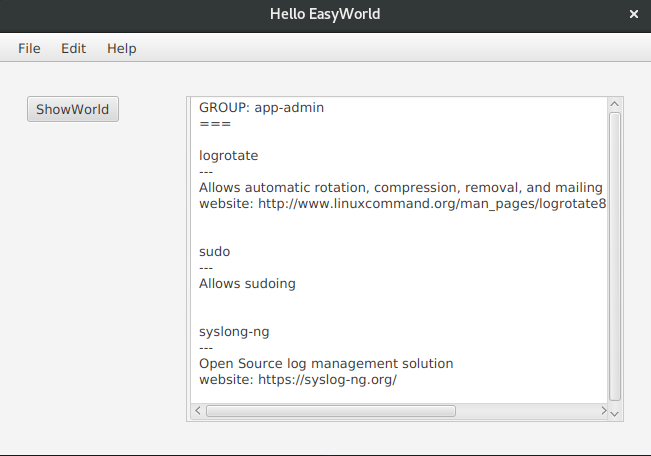 Hello EasyWorld
File Edit Help
ShowWorld
GROUP: app-admin
===
logrotate
---
Allows automatic rotation, compression, removal, and mailing
website: http://www.linuxcommand.org/man_pages/logrotate8
sudo
---
Allows sudoing
syslong-ng
---
Open Source log management solution
website: https://syslog-ng.org/